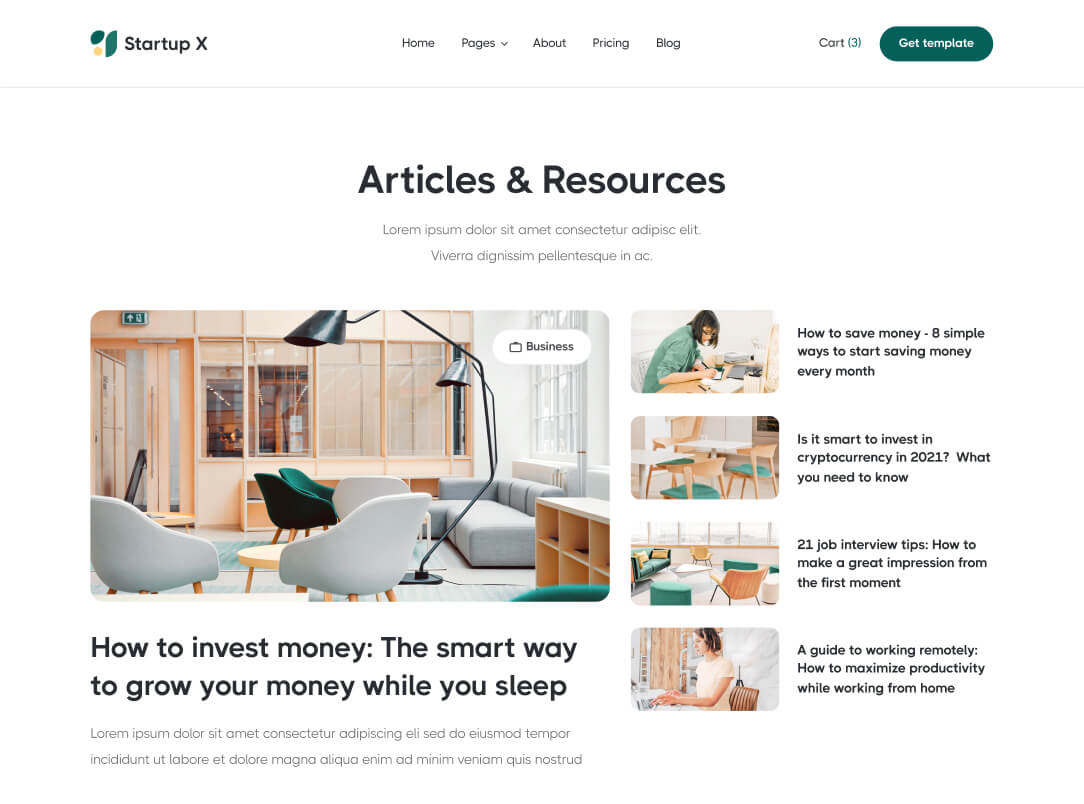 Startup X
Home
Pages
About
Pricing
Blog
Cart (3)
Get template
Articles & Resources
Lorem ipsum dolor sit amet consectetur adipisc elit.
Viverra dignissim pellentesque in ac.
Business
How to invest money: The smart way
to grow your money while you sleep
Lorem ipsum dolor sit amet consectetur adipiscing eli sed do eiusmod tempor
incididunt ut labore et dolore magna aliqua enim ad minim veniam quis nostrud
How to save money - 8 simple
ways to start saving money
every month
Is it smart to invest in
cryptocurrency in 2021?  What
you need to know
21 job interview tips: How to
make a great impression from
the first moment
A guide to working remotely:
How to maximize productivity
while working from home